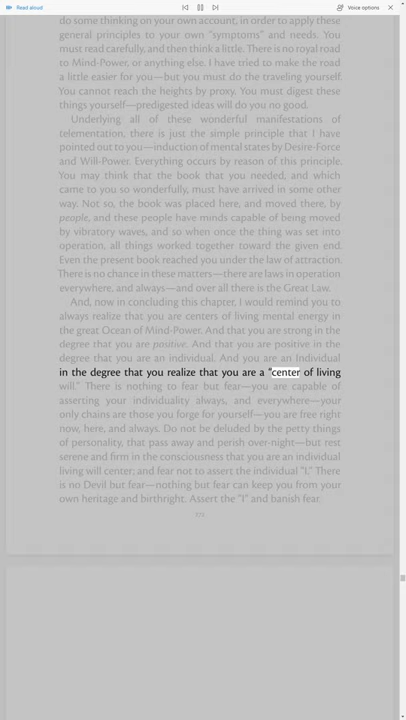 Read aloud
Voice options
do some thinking on your own account, in order to apply these
general principles to your own "symptoms" and needs. You
must read carefully, and then think a little. There is no royal road
to Mind-Power, or anything else. I have tried to make the road
a little easier for you—but you must do the traveling yourself.
You cannot reach the heights by proxy. You must digest these
things yourself—predigested ideas will do you no good.
Underlying all of these wonderful manifestations of
telementation, there is just the simple principle that I have
pointed out to you—induction of mental states by Desire-Force
and Will-Power. Everything occurs by reason of this principle.
You may think that the book that you needed, and which
came to you so wonderfully, must have arrived in some other
way. Not so, the book was placed here, and moved there, by
people, and these people have minds capable of being moved
by vibratory waves, and so when once the thing was set into
operation, all things worked together toward the given end.
Even the present book reached you under the law of attraction.
There is no chance in these matters—there are laws in operation
everywhere, and always—and over all there is the Great Law.
And, now in concluding this chapter, I would remind you to
always realize that you are centers of living mental energy in
the great Ocean of Mind-Power. And that you are strong in the
degree that you are positive. And that you are positive in the
degree that you are an individual. And you are an Individual
in the degree that you realize that you are a "center of living
will." There is nothing to fear but fear—you are capable of
asserting your individuality always, and everywhere—your
only chains are those you forge for yourself—you are free right
now, here, and always. Do not be deluded by the petty things
of personality, that pass away and perish over-night—but rest
serene and firm in the consciousness that you are an individual
living will center; and fear not to assert the individual "I." There
is no Devil but fear—nothing but fear can keep you from your
own heritage and birthright. Assert the "I" and banish fear.